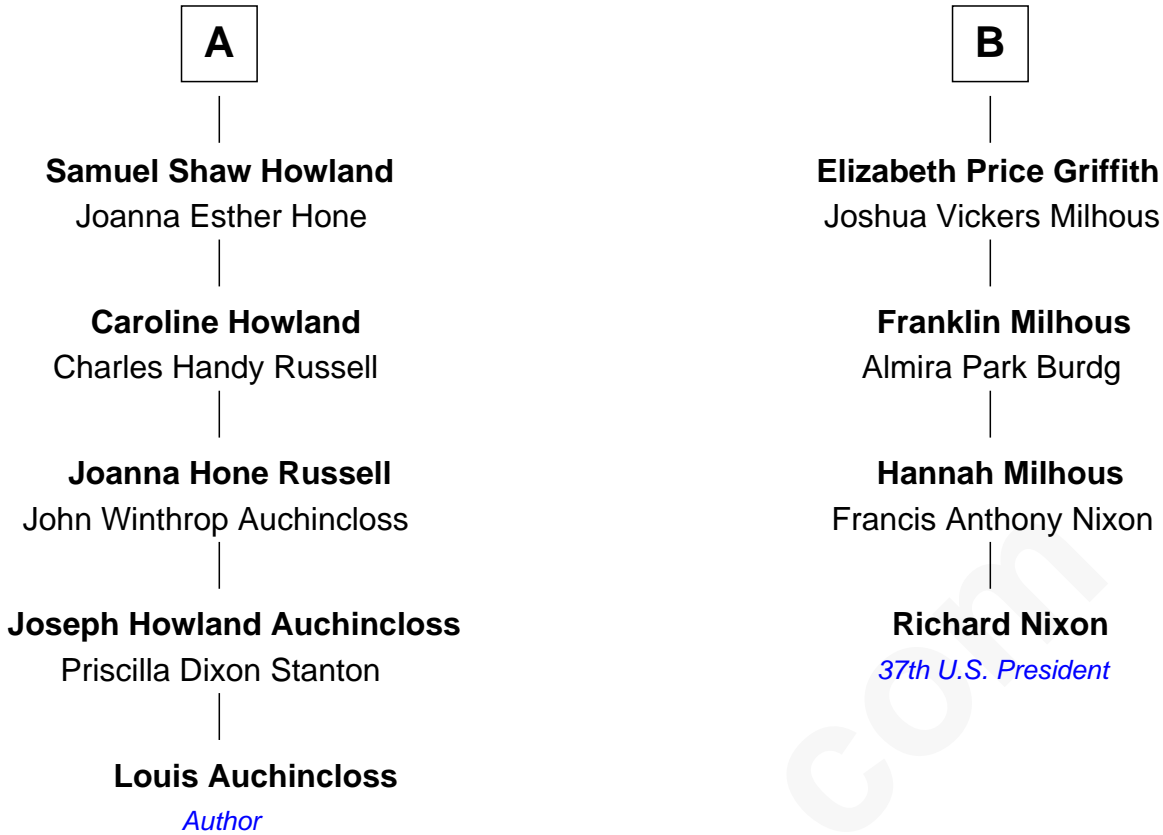 A
Samuel Shaw Howland
Joanna Esther Hone
Caroline Howland
Charles Handy Russell
Joanna Hone Russell
John Winthrop Auchincloss
Joseph Howland Auchincloss
Priscilla Dixon Stanton
Louis Auchincloss
Author
B
Elizabeth Price Griffith
Joshua Vickers Milhous
Franklin Milhous
Almira Park Burdg
Hannah Milhous
Francis Anthony Nixon
Richard Nixon
37th U.S. President
com